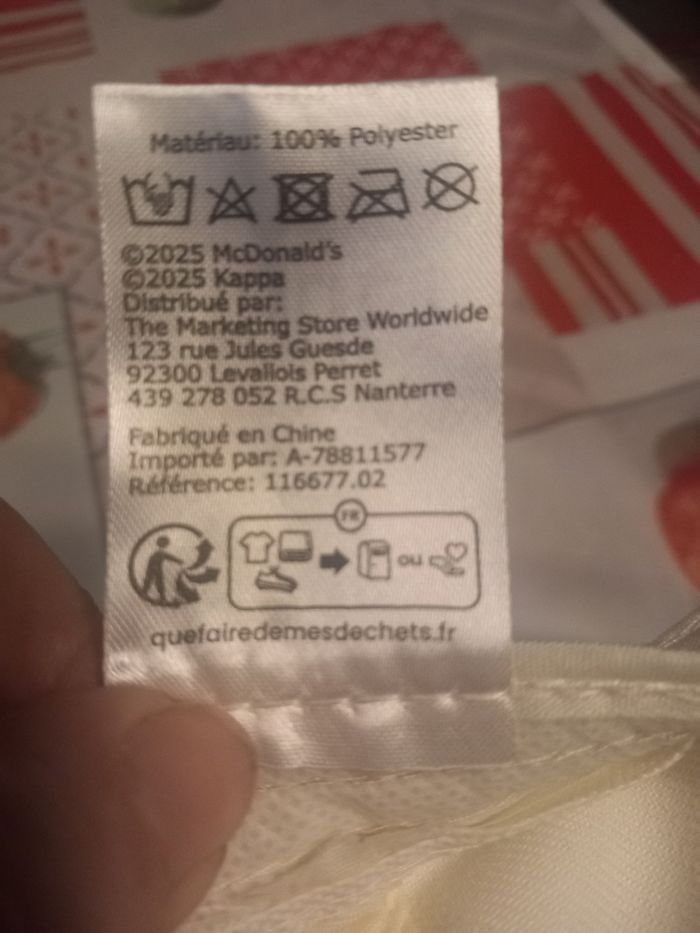 Matériau: 100% Polyester
©2025 McDonald's
©2025 Kappa
Distribué par:
The Marketing Store Worldwide
123 rue Jules Guesde
92300 Levallois Perret
439 278 052 R.C.S Nanterre
Fabriqué en Chine
Importé par: A-78811577
Référence: 116677.02
FR
ou
quefairedemesdechets.fr